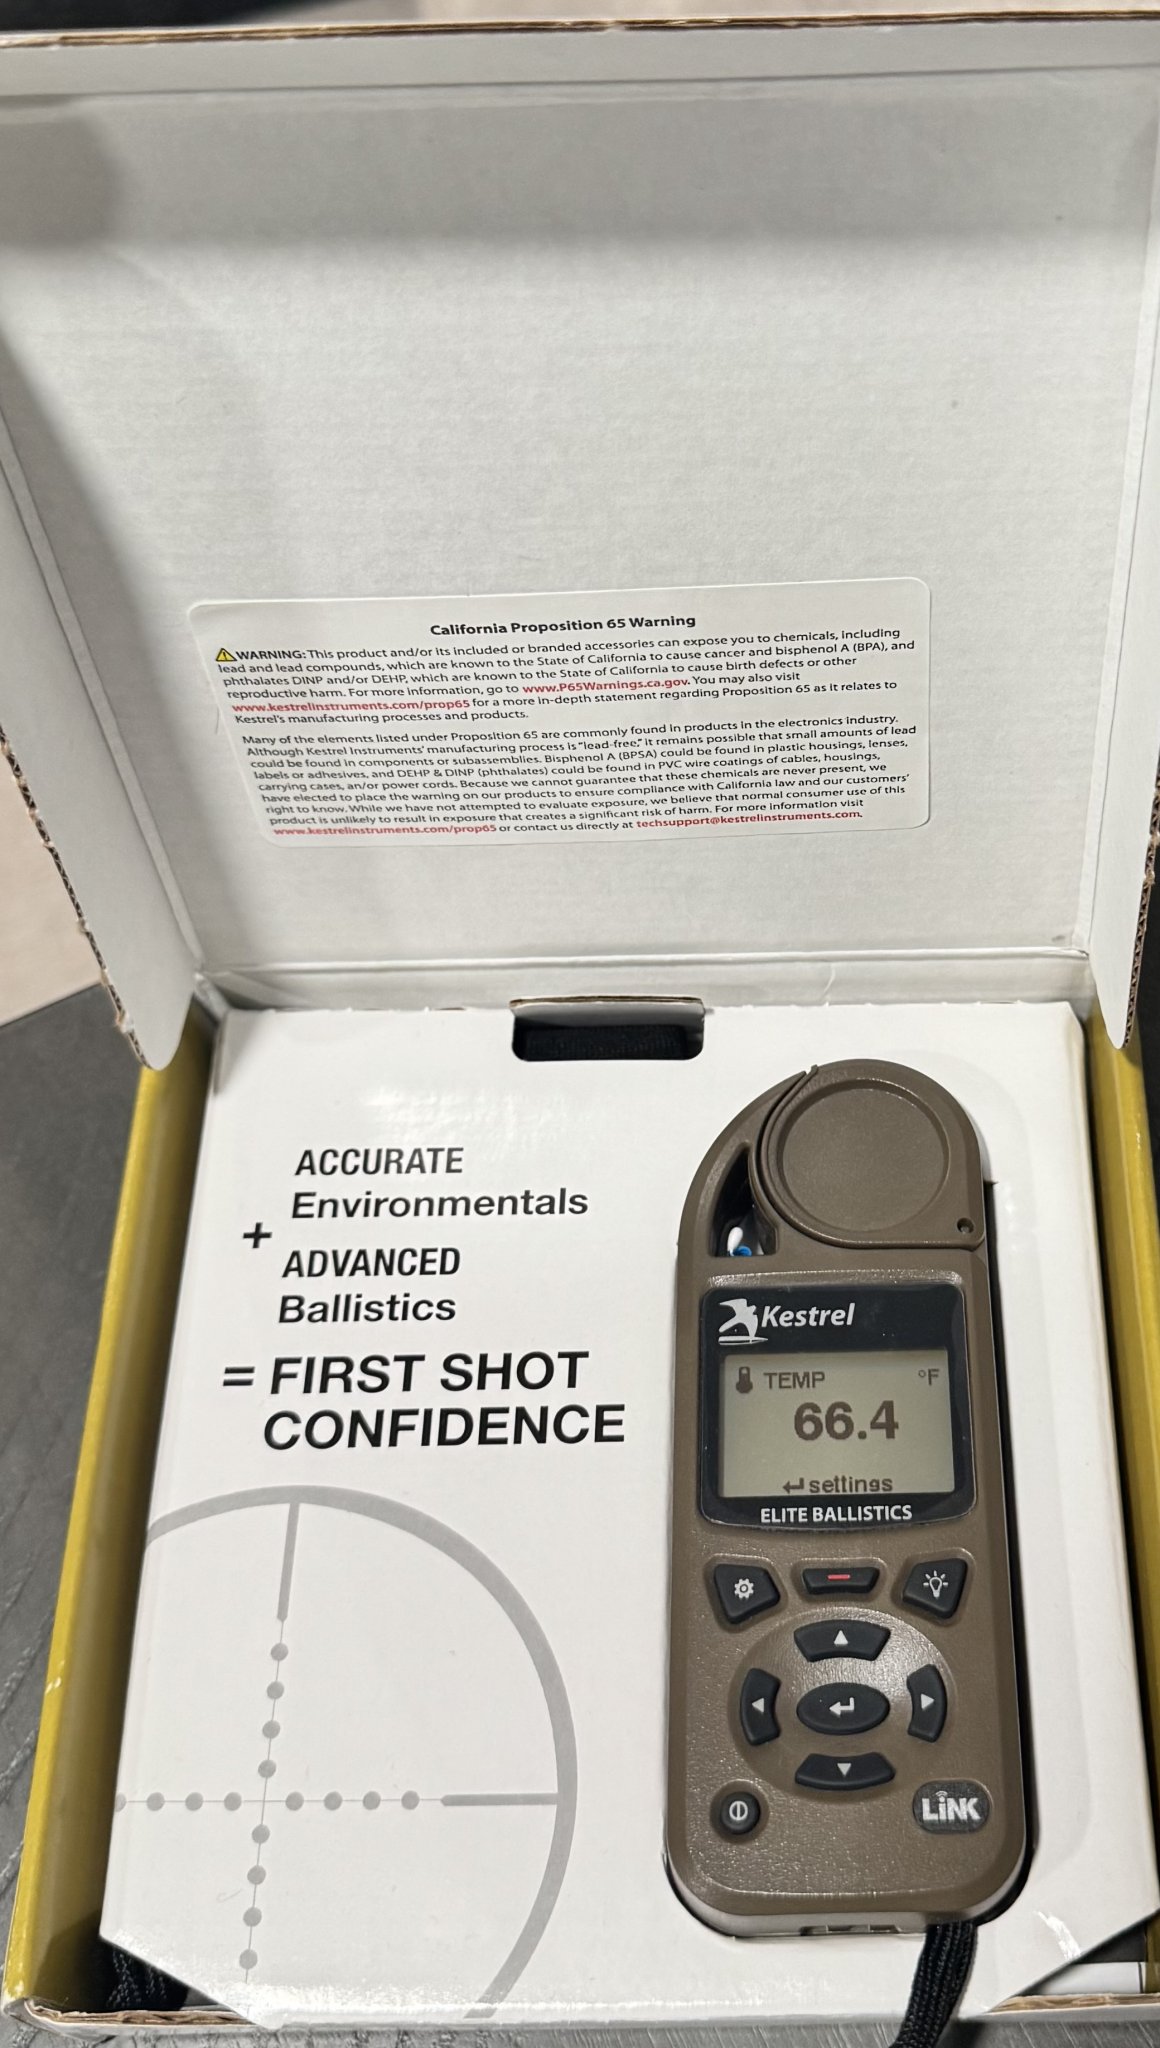 California Proposition 65 Warning
WARNING: This product and/or its included or branded accessories can expose you to chemicals, including
lead and lead compounds, which are known to the State of California to cause cancer and bisphenol A (BPA), and
phthalates DINP and/or DEHP, which are known to the State of California to cause birth defects or other
reproductive harm. For more information, go to www.P65Warnings.ca.gov. You may also visit
www.kestrelinstruments.com/prop65 for a more in-depth statement regarding Proposition 65 as it relates to
Kestrel's manufacturing processes and products.
Many of the elements listed under Proposition 65 are commonly found in products in the electronics industry.
Although Kestrel Instruments' manufacturing process is "lead-free," it remains possible that small amounts of lead
could be found in components or subassemblies. Bisphenol A (BPSA) could be found in plastic housings, lenses,
labels or adhesives, and DEHP & DINP (phthalates) could be found in PVC wire coatings of cables, housings,
carrying cases, an/or power cords. Because we cannot guarantee that these chemicals are never present, we
have elected to place the warning on our products to ensure compliance with California law and our customers'
right to know. While we have not attempted to evaluate exposure, we believe that normal consumer use of this
product is unlikely to result in exposure that creates a significant risk of harm. For more information visit
www.kestrelinstruments.com/prop65 or contact us directly at techsupport@kestrelinstruments.com.
ACCURATE
Environmentals
+
ADVANCED
Ballistics
= FIRST SHOT
CONFIDENCE
Kestrel
TEMP °F
66.4
settings
ELITE BALLISTICS
LiNK